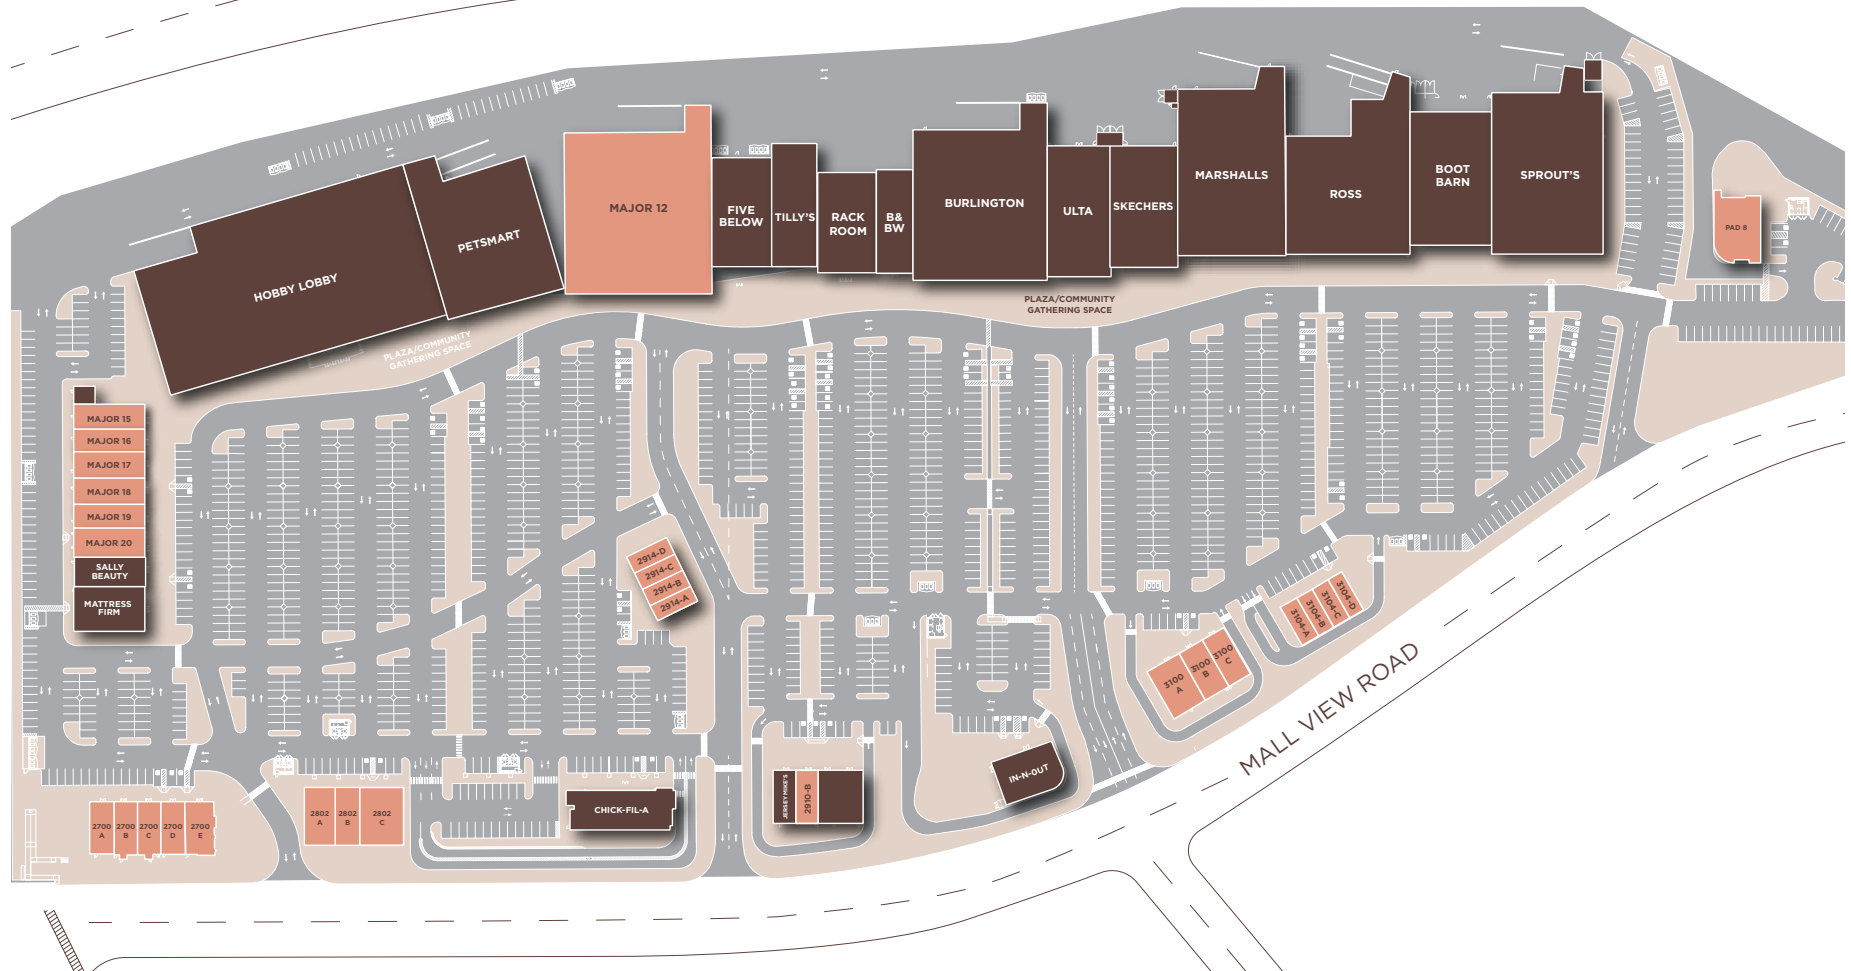 HOBBY LOBBY
PETSMART
MAJOR 12
FIVE
BELOW
TILLY'S
RACK
ROOM
B&
BW
BURLINGTON
ULTA
SKECHERS
MARSHALLS
ROSS
BOOT
BARN
SPROUT'S
PAD 8
PLAZA/COMMUNITY
GATHERING SPACE
PLAZA/COMMUNITY
GATHERING SPACE
MAJOR 15
MAJOR 16
MAJOR 17
MAJOR 18
MAJOR 19
MAJOR 20
SALLY
BEAUTY
MATTRESS
FIRM
2914-D
2914-C
2914-B
2914-A
3104-A
3104-B
3104-C
3104-D
3100
A
3100
B
3100
C
MALL VIEW ROAD
IN-N-OUT
JERSEY MIKE'S
2910-B
CHICK-FIL-A
2802
A
2802
B
2802
C
2700
A
2700
B
2700
C
2700
D
2700
E